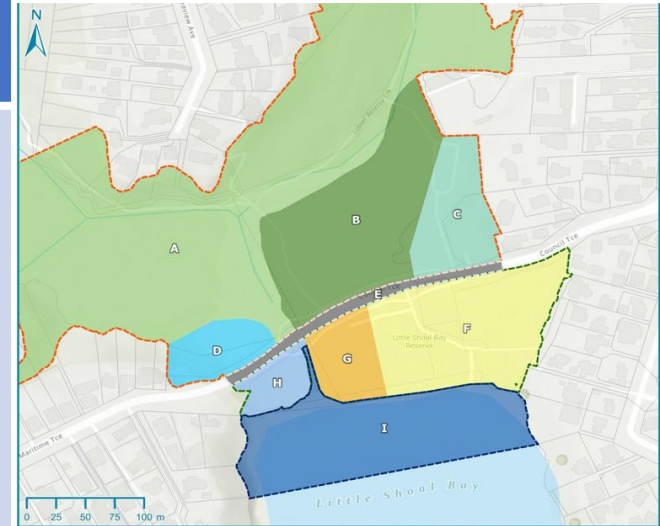 N
B
A
C
Council Tce
E
D
F
Little Shoal Bay
Reserve
G
H
I
Maritime Tce
Little Shoal Bay
0 25 50 75 100 m